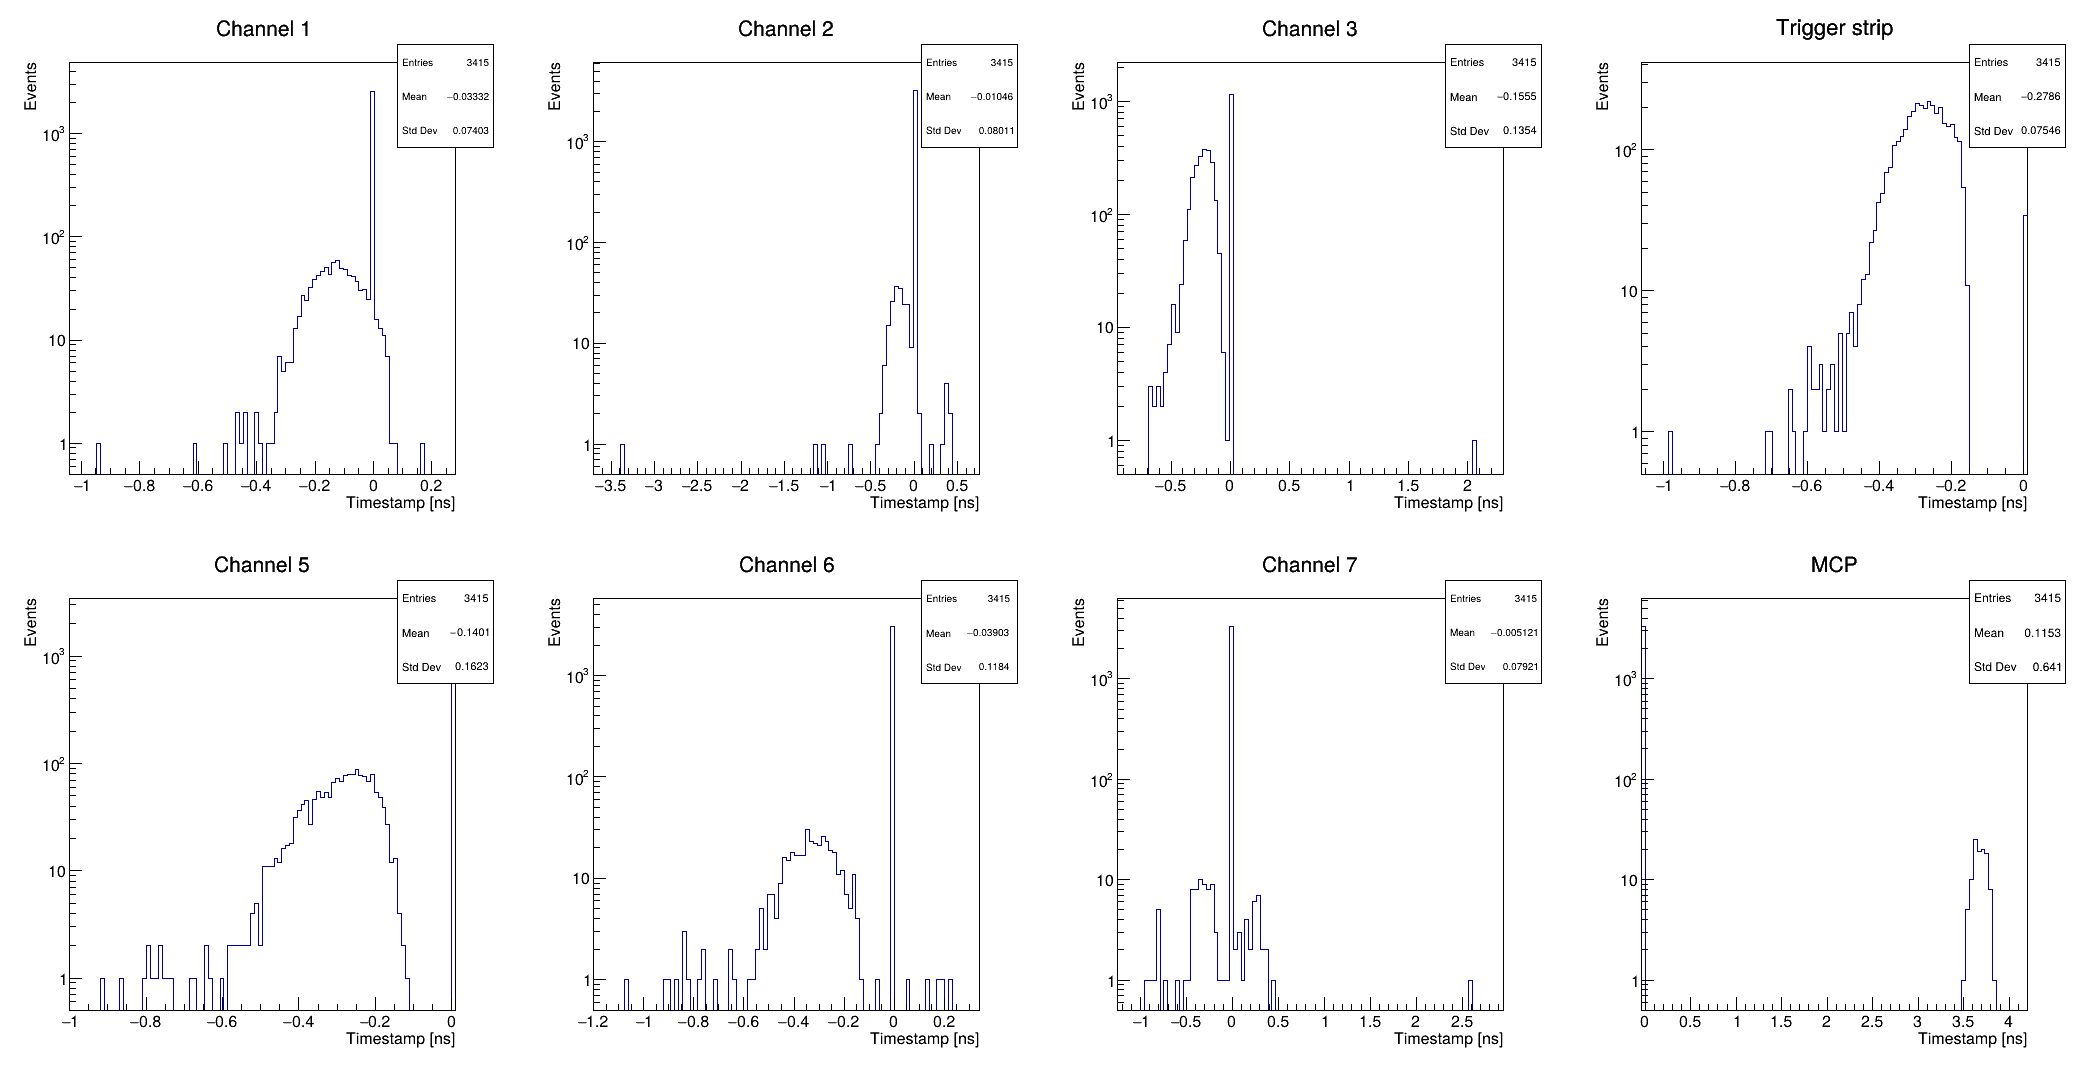 Channel 1
Entries 3415
Mean −0.03332
Std Dev 0.07403
Events
10³
10²
10
1
−1 −0.8 −0.6 −0.4 −0.2 0 0.2
Timestamp [ns]
Channel 2
Entries 3415
Mean −0.01046
Std Dev 0.08011
Events
10³
10²
10
1
−3.5 −3 −2.5 −2 −1.5 −1 −0.5 0 0.5
Timestamp [ns]
Channel 3
Entries 3415
Mean −0.1555
Std Dev 0.1354
Events
10³
10²
10
1
−0.5 0 0.5 1 1.5 2
Timestamp [ns]
Trigger strip
Entries 3415
Mean −0.2786
Std Dev 0.07546
Events
10²
10
1
−1 −0.8 −0.6 −0.4 −0.2 0
Timestamp [ns]
Channel 5
Entries 3415
Mean −0.1401
Std Dev 0.1623
Events
10³
10²
10
1
−1 −0.8 −0.6 −0.4 −0.2 0
Timestamp [ns]
Channel 6
Entries 3415
Mean −0.03903
Std Dev 0.1184
Events
10³
10²
10
1
−1.2 −1 −0.8 −0.6 −0.4 −0.2 0 0.2
Timestamp [ns]
Channel 7
Entries 3415
Mean −0.005121
Std Dev 0.07921
Events
10³
10²
10
1
−1 −0.5 0 0.5 1 1.5 2 2.5
Timestamp [ns]
MCP
Entries 3415
Mean 0.1153
Std Dev 0.641
Events
10³
10²
10
1
0 0.5 1 1.5 2 2.5 3 3.5 4
Timestamp [ns]